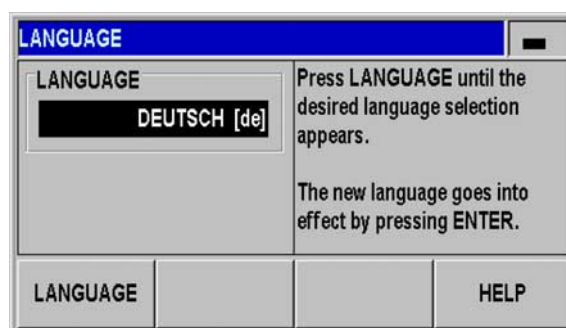 LANGUAGE
LANGUAGE
DEUTSCH [de]
Press LANGUAGE until the
desired language selection
appears.
The new language goes into
effect by pressing ENTER.
LANGUAGE
HELP